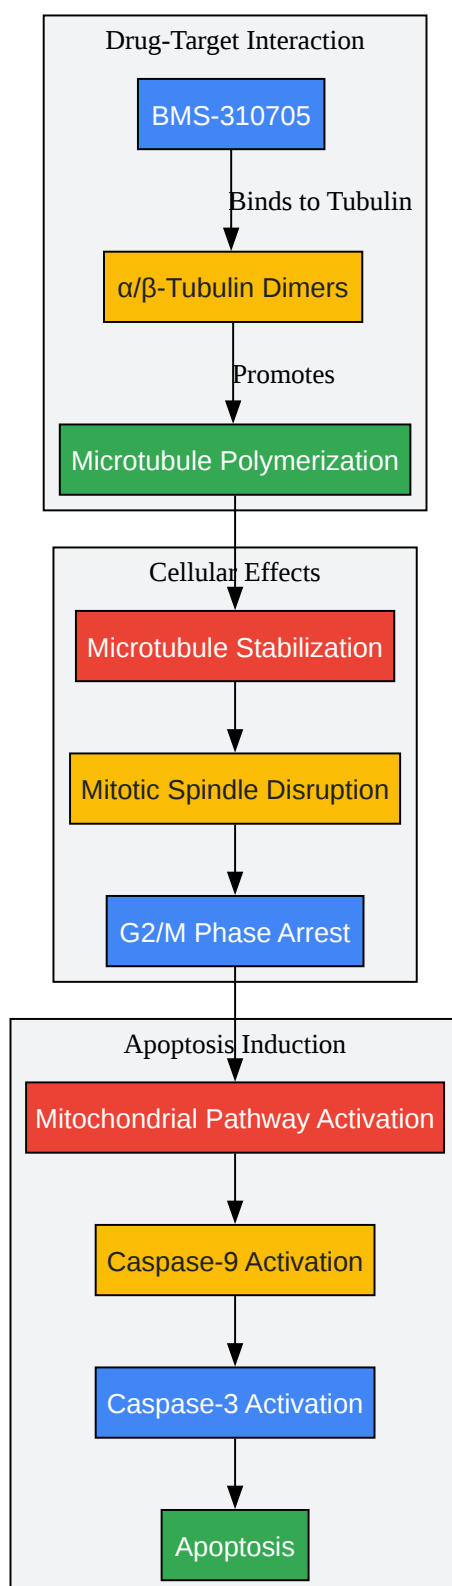 Drug-Target Interaction
BMS-310705
Binds to Tubulin
α/β-Tubulin Dimers
Promotes
Microtubule Polymerization
Cellular Effects
Microtubule Stabilization
Mitotic Spindle Disruption
G2/M Phase Arrest
Apoptosis Induction
Mitochondrial Pathway Activation
Caspase-9 Activation
Caspase-3 Activation
Apoptosis